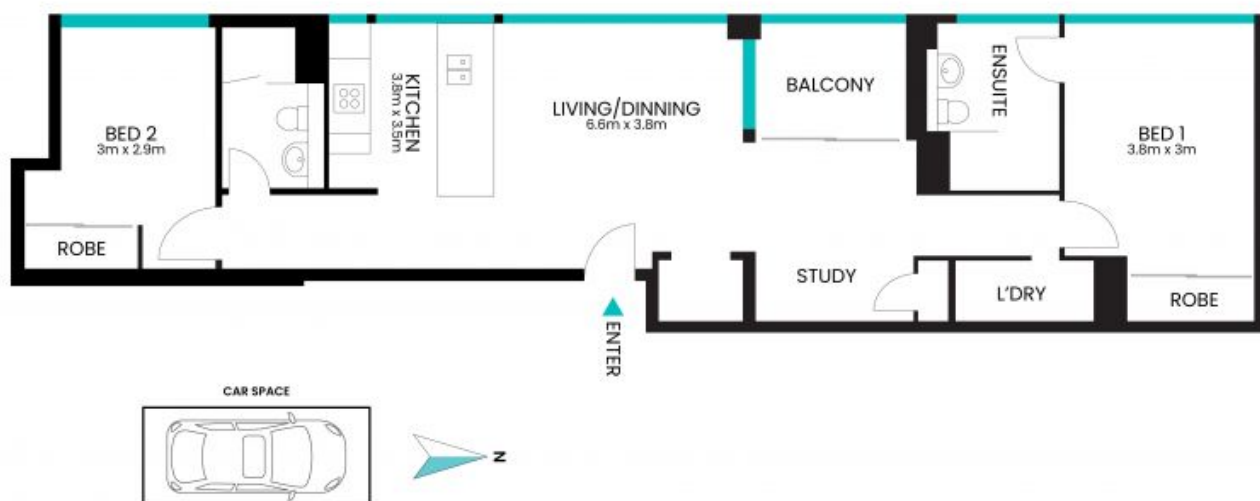 BED 2
3m x 2.9m
ROBE
KITCHEN
3.8m x 3.5m
LIVING/DINNING
6.6m x 3.8m
BALCONY
ENSUITE
BED 1
3.8m x 3m
STUDY
L'DRY
ROBE
ENTER
CAR SPACE
N